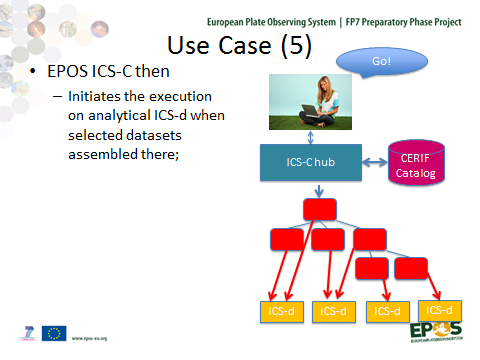 European Plate Observing System | FP7 Preparatory Phase Project
Use Case (5)
• EPOS ICS-C then
– Initiates the execution
on analytical ICS-d when
selected datasets
assembled there;
Go!
ICS-C hub
CERIF
Catalog
ICS-d
ICS-d
ICS-d
ICS-d
www.epos-eu.org
EPOS
EUROPEAN PLATE OBSERVING SYSTEM